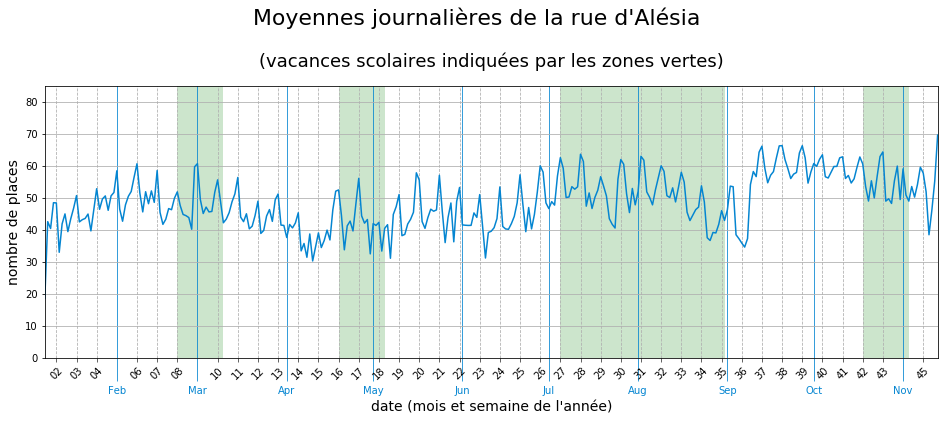 Moyennes journalières de la rue d'Alésia
(vacances scolaires indiquées par les zones vertes)
nombre de places
80
70
60
50
40
30
20
10
0
02 03 04 06 07 08 10 11 12 13 14 15 16 17 18 19 20 21 22 23 24 25 26 27 28 29 30 31 32 33 34 35 36 37 38 39 40 41 42 43 45
Feb Mar Apr May Jun Jul Aug Sep Oct Nov
date (mois et semaine de l'année)